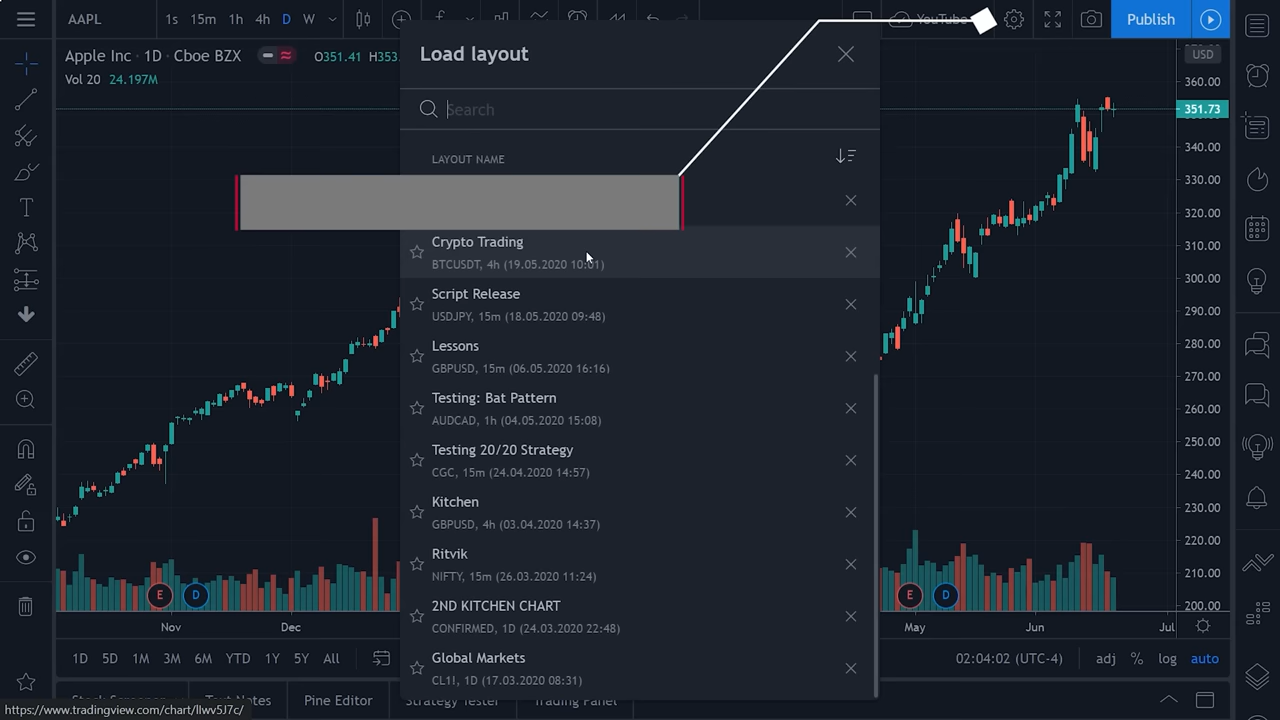 AAPL 1s 15m 1h 4h D W YouTube Publish
Load layout
Apple Inc · 1D · Cboe BZX O351.41 H353.
USD
Vol 20 24.197M
360.00
Search
351.73
340.00
LAYOUT NAME
330.00
320.00
Crypto Trading
310.00
BTCUSDT, 4h (19.05.2020 10:01)
300.00
Script Release
USDJPY, 15m (18.05.2020 09:48)
290.00
Lessons
280.00
GBPUSD, 15m (06.05.2020 16:16)
270.00
Testing: Bat Pattern
260.00
AUDCAD, 1h (04.05.2020 15:08)
250.00
Testing 20/20 Strategy
240.00
CGC, 15m (24.04.2020 14:57)
230.00
Kitchen
GBPUSD, 4h (03.04.2020 14:37)
220.00
Ritvik
210.00
NIFTY, 15m (26.03.2020 11:24)
E D E D
2ND KITCHEN CHART
200.00
CONFIRMED, 1D (24.03.2020 22:48)
Nov Dec May Jun Jul
Global Markets
1D 5D 1M 3M 6M YTD 1Y 5Y All 02:04:02 (UTC-4) adj % log auto
CL11, 1D (17.03.2020 08:31)
Text Notes Pine Editor Strategy Tester Trading Panel